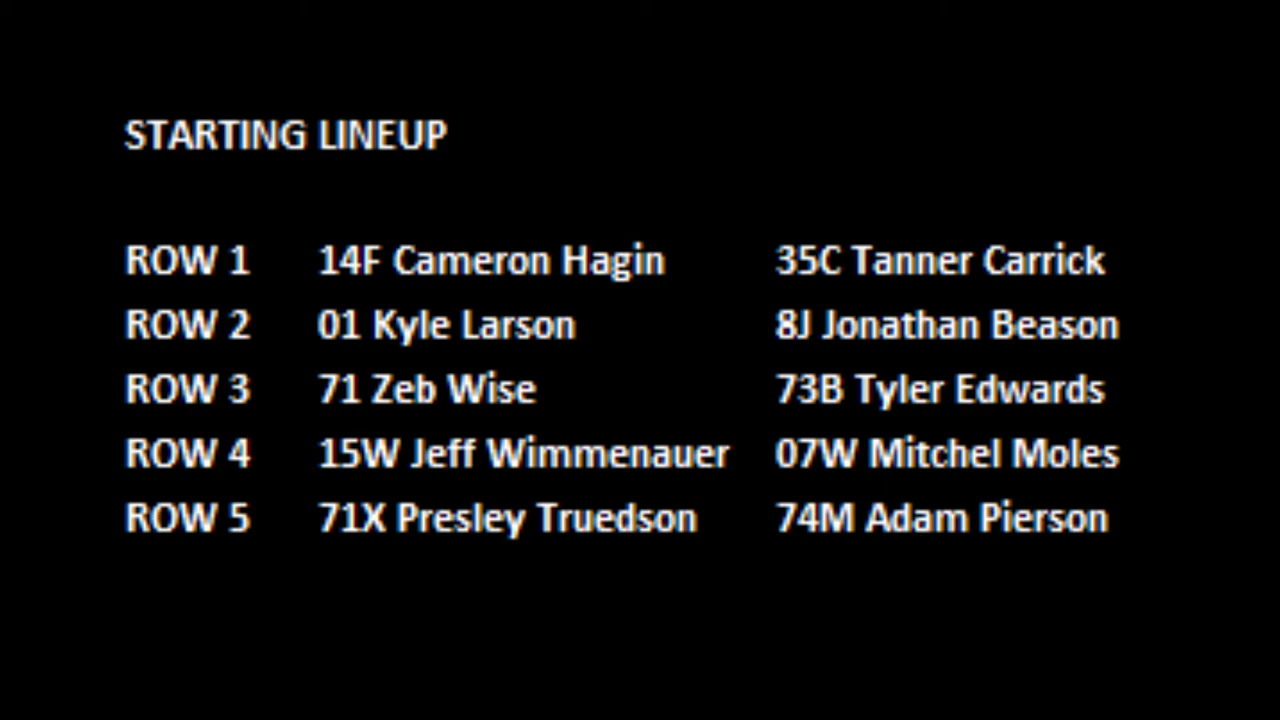 STARTING LINEUP
ROW 1 14F Cameron Hagin 35C Tanner Carrick
ROW 2 01 Kyle Larson 8J Jonathan Beason
ROW 3 71 Zeb Wise 73B Tyler Edwards
ROW 4 15W Jeff Wimmenauer 07W Mitchel Moles
ROW 5 71X Presley Truedson 74M Adam Pierson